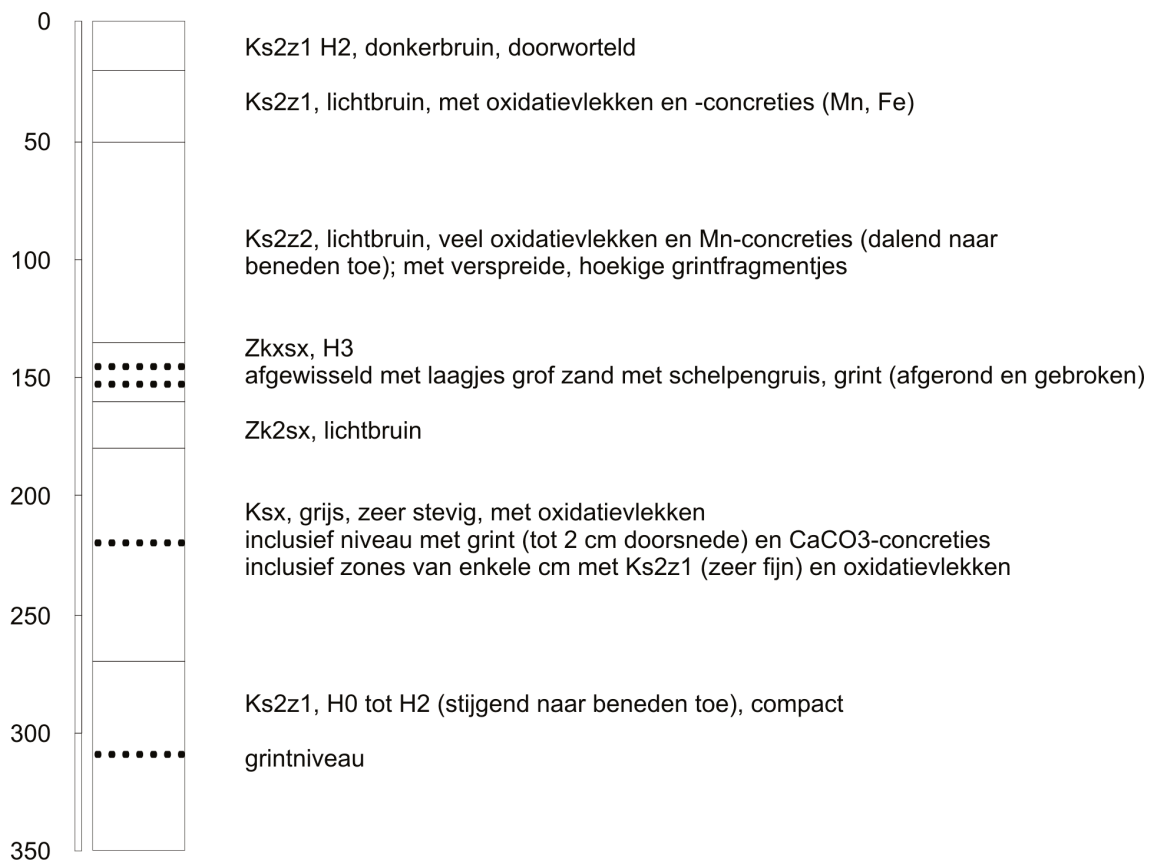 0
Ks2z1 H2, donkerbruin, doorworteld
Ks2z1, lichtbruin, met oxidatievlekken en -concreties (Mn, Fe)
50
Ks2z2, lichtbruin, veel oxidatievlekken en Mn-concreties (dalend naar
beneden toe); met verspreide, hoekige grintfragmentjes
100
Zkxsx, H3
afgewisseld met laagjes grof zand met schelpengruis, grint (afgerond en gebroken)
150
Zk2sx, lichtbruin
200
Ksx, grijs, zeer stevig, met oxidatievlekken
inclusief niveau met grint (tot 2 cm doorsnede) en CaCO3-concreties
inclusief zones van enkele cm met Ks2z1 (zeer fijn) en oxidatievlekken
250
Ks2z1, H0 tot H2 (stijgend naar beneden toe), compact
300
grintniveau
350